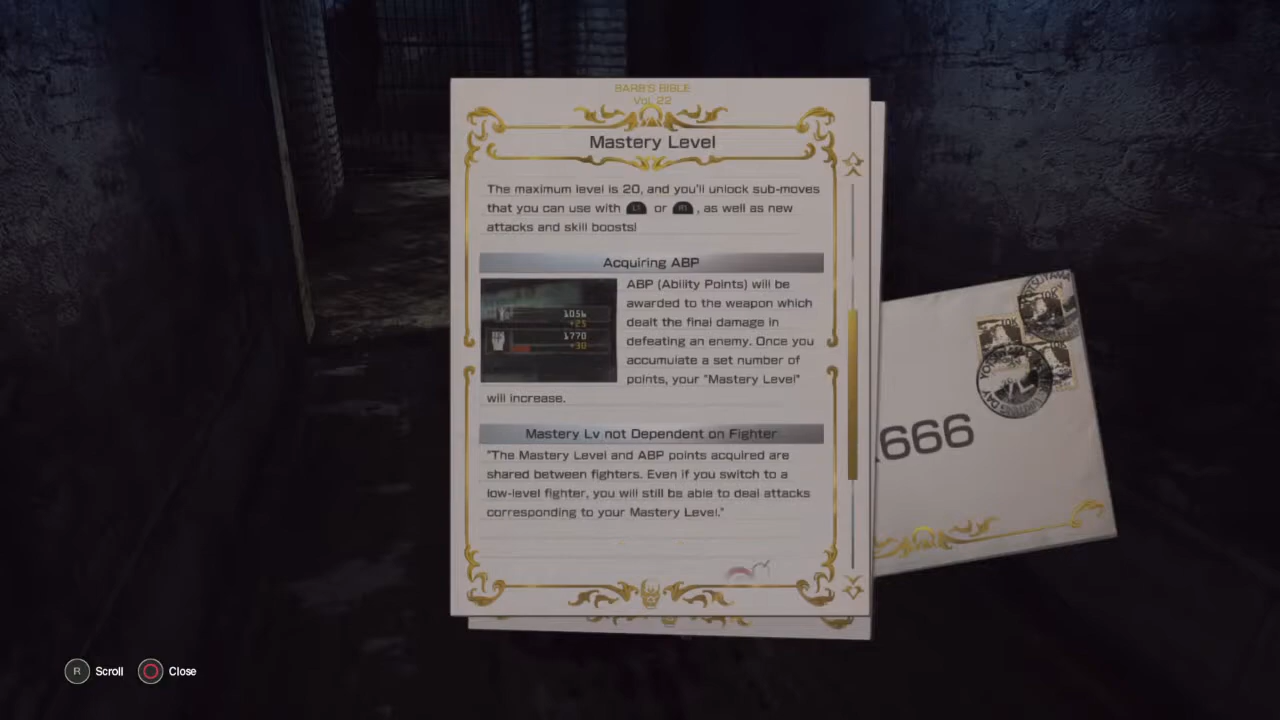 BARB'S BIBLE
Vol. 22
Mastery Level
The maximum level is 20, and you'll unlock sub-moves
that you can use with L1 or R1, as well as new
attacks and skill boosts!
Acquiring ABP
ABP (Ability Points) will be
awarded to the weapon which
dealt the final damage in
defeating an enemy. Once you
accumulate a set number of
points, your "Mastery Level"
will increase.
1056
+25
1770
+30
Mastery Lv not Dependent on Fighter
"The Mastery Level and ABP points acquired are
shared between fighters. Even if you switch to a
low-level fighter, you will still be able to deal attacks
corresponding to your Mastery Level."
666
R Scroll Close